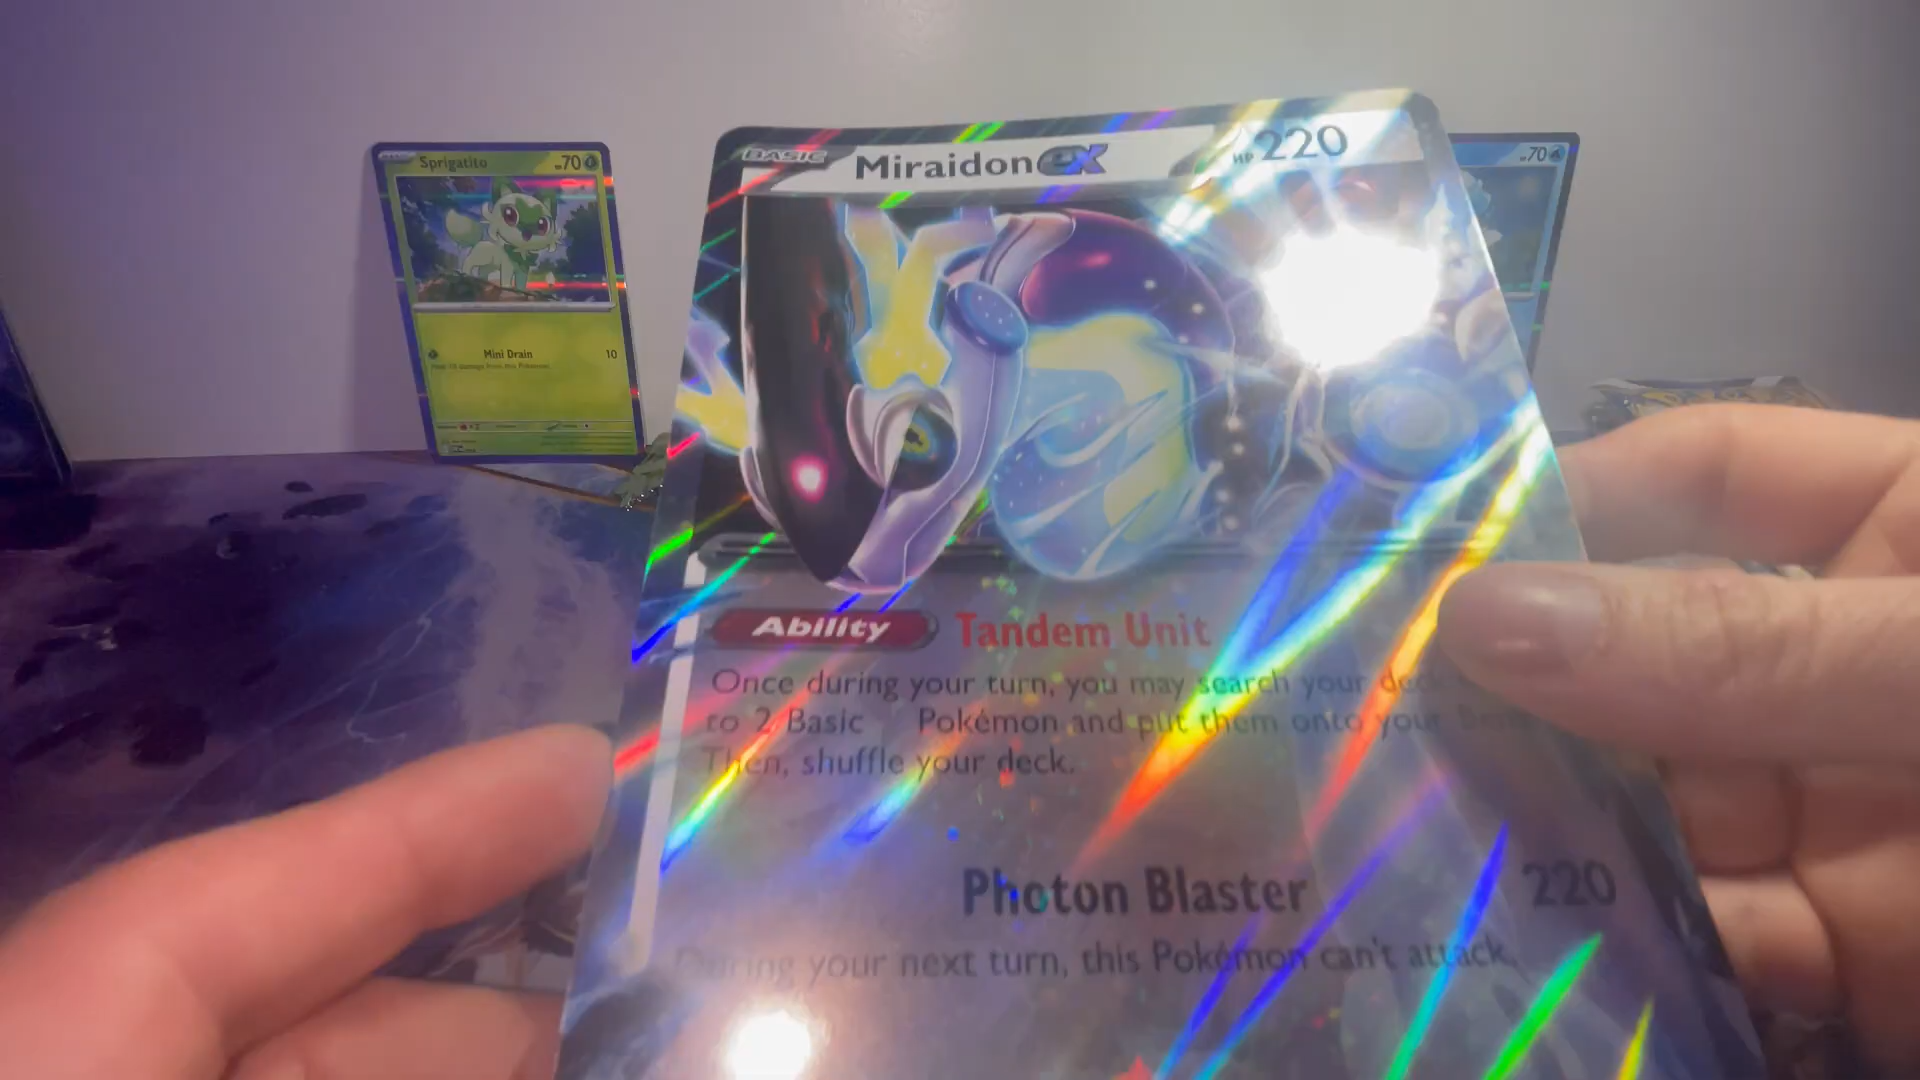 BASIC Miraidon ex HP 220
Ability Tandem Unit
Once during your turn, you may search your deck
to 2 Basic Pokémon and put them onto your
Then, shuffle your deck.
Photon Blaster 220
During your next turn, this Pokémon can't attack.
Sprigatito 70
Mini Drain 10
70